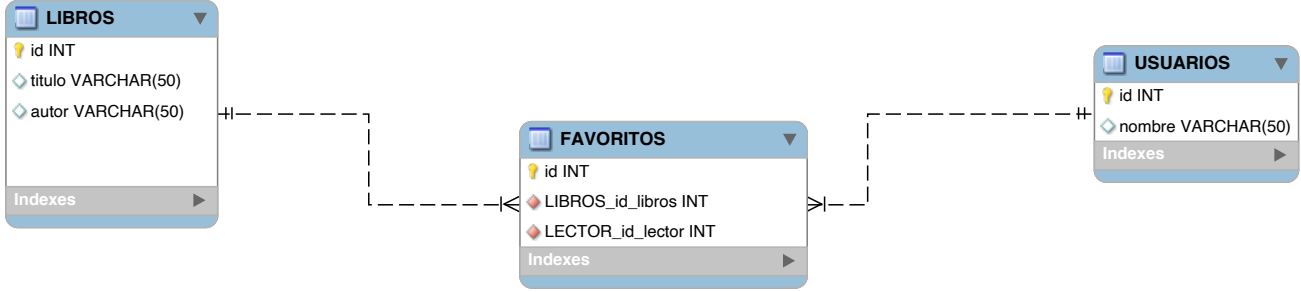 LIBROS
id INT
titulo VARCHAR(50)
autor VARCHAR(50)
Indexes
FAVORITOS
id INT
LIBROS_id_libros INT
LECTOR_id_lector INT
Indexes
USUARIOS
id INT
nombre VARCHAR(50)
Indexes